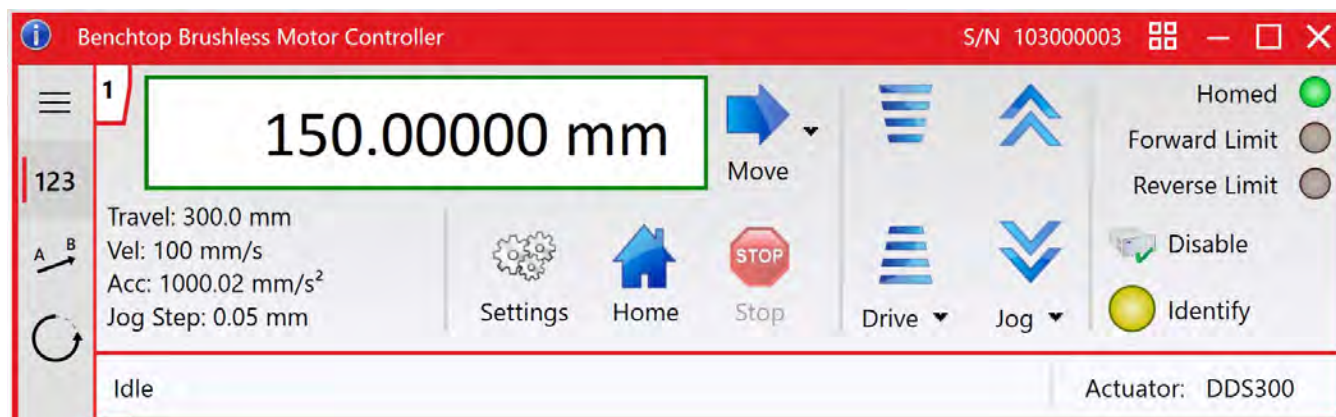 Benchtop Brushless Motor Controller
S/N 103000003
1
150.00000 mm
Move
Homed
Forward Limit
Reverse Limit
123
Travel: 300.0 mm
Vel: 100 mm/s
Acc: 1000.02 mm/s²
Jog Step: 0.05 mm
A B
Settings
Home
STOP
Stop
Drive
Jog
Disable
Identify
Idle
Actuator: DDS300